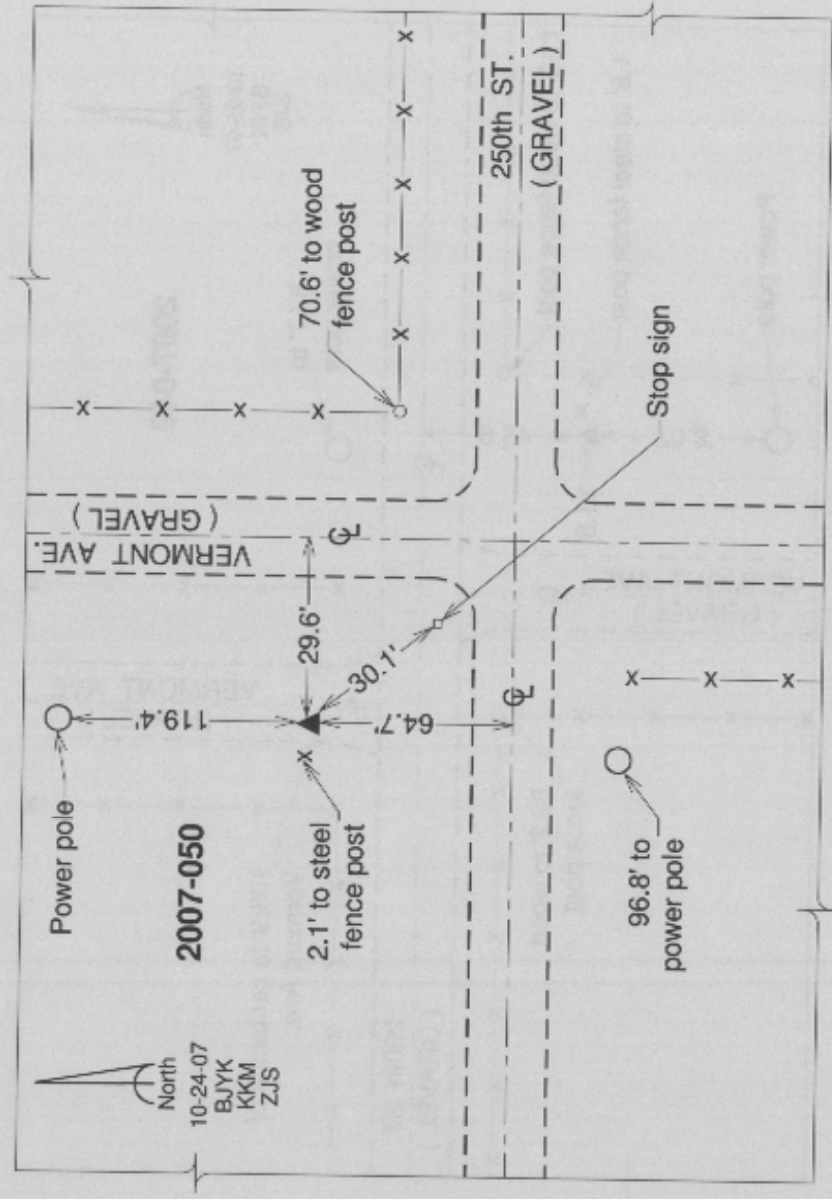 Power pole
2007-050
North
10-24-07
BJYK
KKM
ZJS
119.4'
VERMONT AVE.
( GRAVEL )
29.6'
2.1' to steel
fence post
70.6' to wood
fence post
30.1'
64.7'
250th ST.
( GRAVEL )
Stop sign
96.8' to
power pole